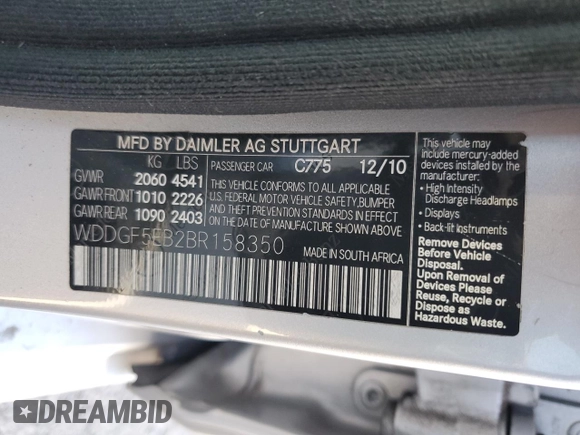 MFD BY DAIMLER AG STUTTGART
KG LBS PASSENGER CAR C775 12/10
GVWR 2060 4541
GAWR FRONT 1010 2226
GAWR REAR 1090 2403
THIS VEHICLE CONFORMS TO ALL APPLICABLE
U.S. FEDERAL MOTOR VEHICLE SAFETY,BUMPER
AND THEFT PREVENTION STANDARDS IN EFFECT
ON THE DATE OF MANUFACTURE SHOWN ABOVE.
WDDGF5EB2BR158350
MADE IN SOUTH AFRICA
This vehicle may
include mercury-added
devices installed by the
manufacturer:
• High Intensity
Discharge Headlamps
• Displays
• Back-lit instruments
Remove Devices
Before Vehicle
Disposal.
Upon Removal of
Devices Please
Reuse, Recycle or
Dispose as
Hazardous Waste.
DREAMBID